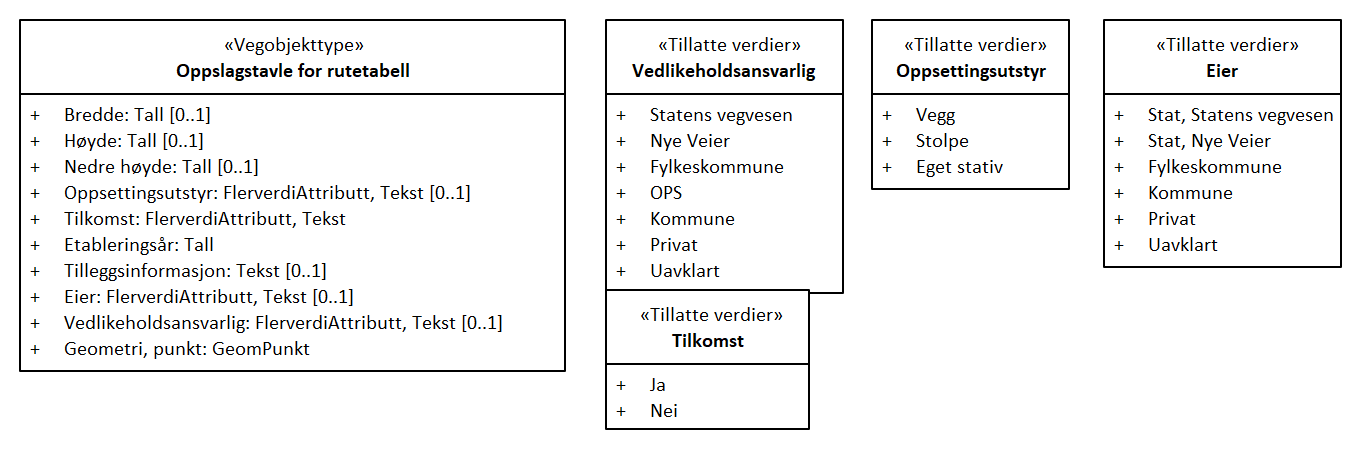 «Vegobjekttype»
Oppslagstavle for rutetabell
+ Bredde: Tall [0..1]
+ Høyde: Tall [0..1]
+ Nedre høyde: Tall [0..1]
+ Oppsettingsutstyr: FlerverdiAttributt, Tekst [0..1]
+ Tilkomst: FlerverdiAttributt, Tekst
+ Etableringsår: Tall
+ Tilleggsinformasjon: Tekst [0..1]
+ Eier: FlerverdiAttributt, Tekst [0..1]
+ Vedlikeholdsansvarlig: FlerverdiAttributt, Tekst [0..1]
+ Geometri, punkt: GeomPunkt
«Tillatte verdier»
Vedlikeholdsansvarlig
+ Statens vegvesen
+ Nye Veier
+ Fylkeskommune
+ OPS
+ Kommune
+ Privat
+ Uavklart
«Tillatte verdier»
Tilkomst
+ Ja
+ Nei
«Tillatte verdier»
Oppsettingsutstyr
+ Vegg
+ Stolpe
+ Eget stativ
«Tillatte verdier»
Eier
+ Stat, Statens vegvesen
+ Stat, Nye Veier
+ Fylkeskommune
+ Kommune
+ Privat
+ Uavklart